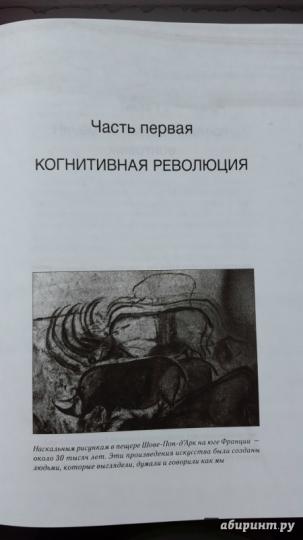 Часть первая
КОГНИТИВНАЯ РЕВОЛЮЦИЯ
Наскальным рисункам в пещере Шове-Пон-д'Арк на юге Франции —
около 30 тысяч лет. Эти произведения искусства были созданы
людьми, которые выглядели, думали и говорили как мы
абиринт.ру